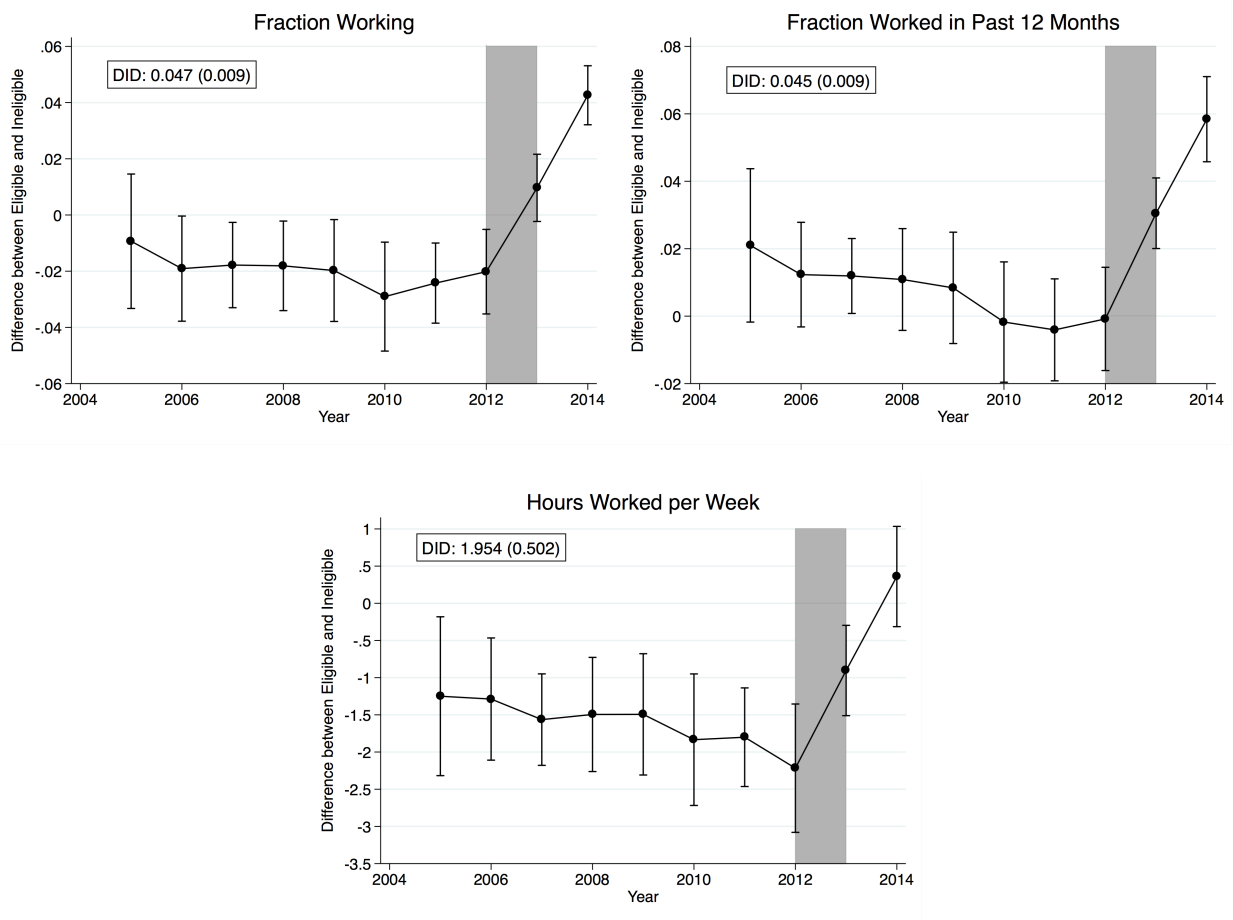 Fraction Working
DID: 0.047 (0.009)
Difference between Eligible and Ineligible
.06
.04
.02
0
-.02
-.04
-.06
2004 2006 2008 2010 2012 2014
Year
Fraction Worked in Past 12 Months
DID: 0.045 (0.009)
Difference between Eligible and Ineligible
.08
.06
.04
.02
0
-.02
2004 2006 2008 2010 2012 2014
Year
Hours Worked per Week
DID: 1.954 (0.502)
Difference between Eligible and Ineligible
1
.5
0
-.5
-1
-1.5
-2
-2.5
-3
-3.5
2004 2006 2008 2010 2012 2014
Year